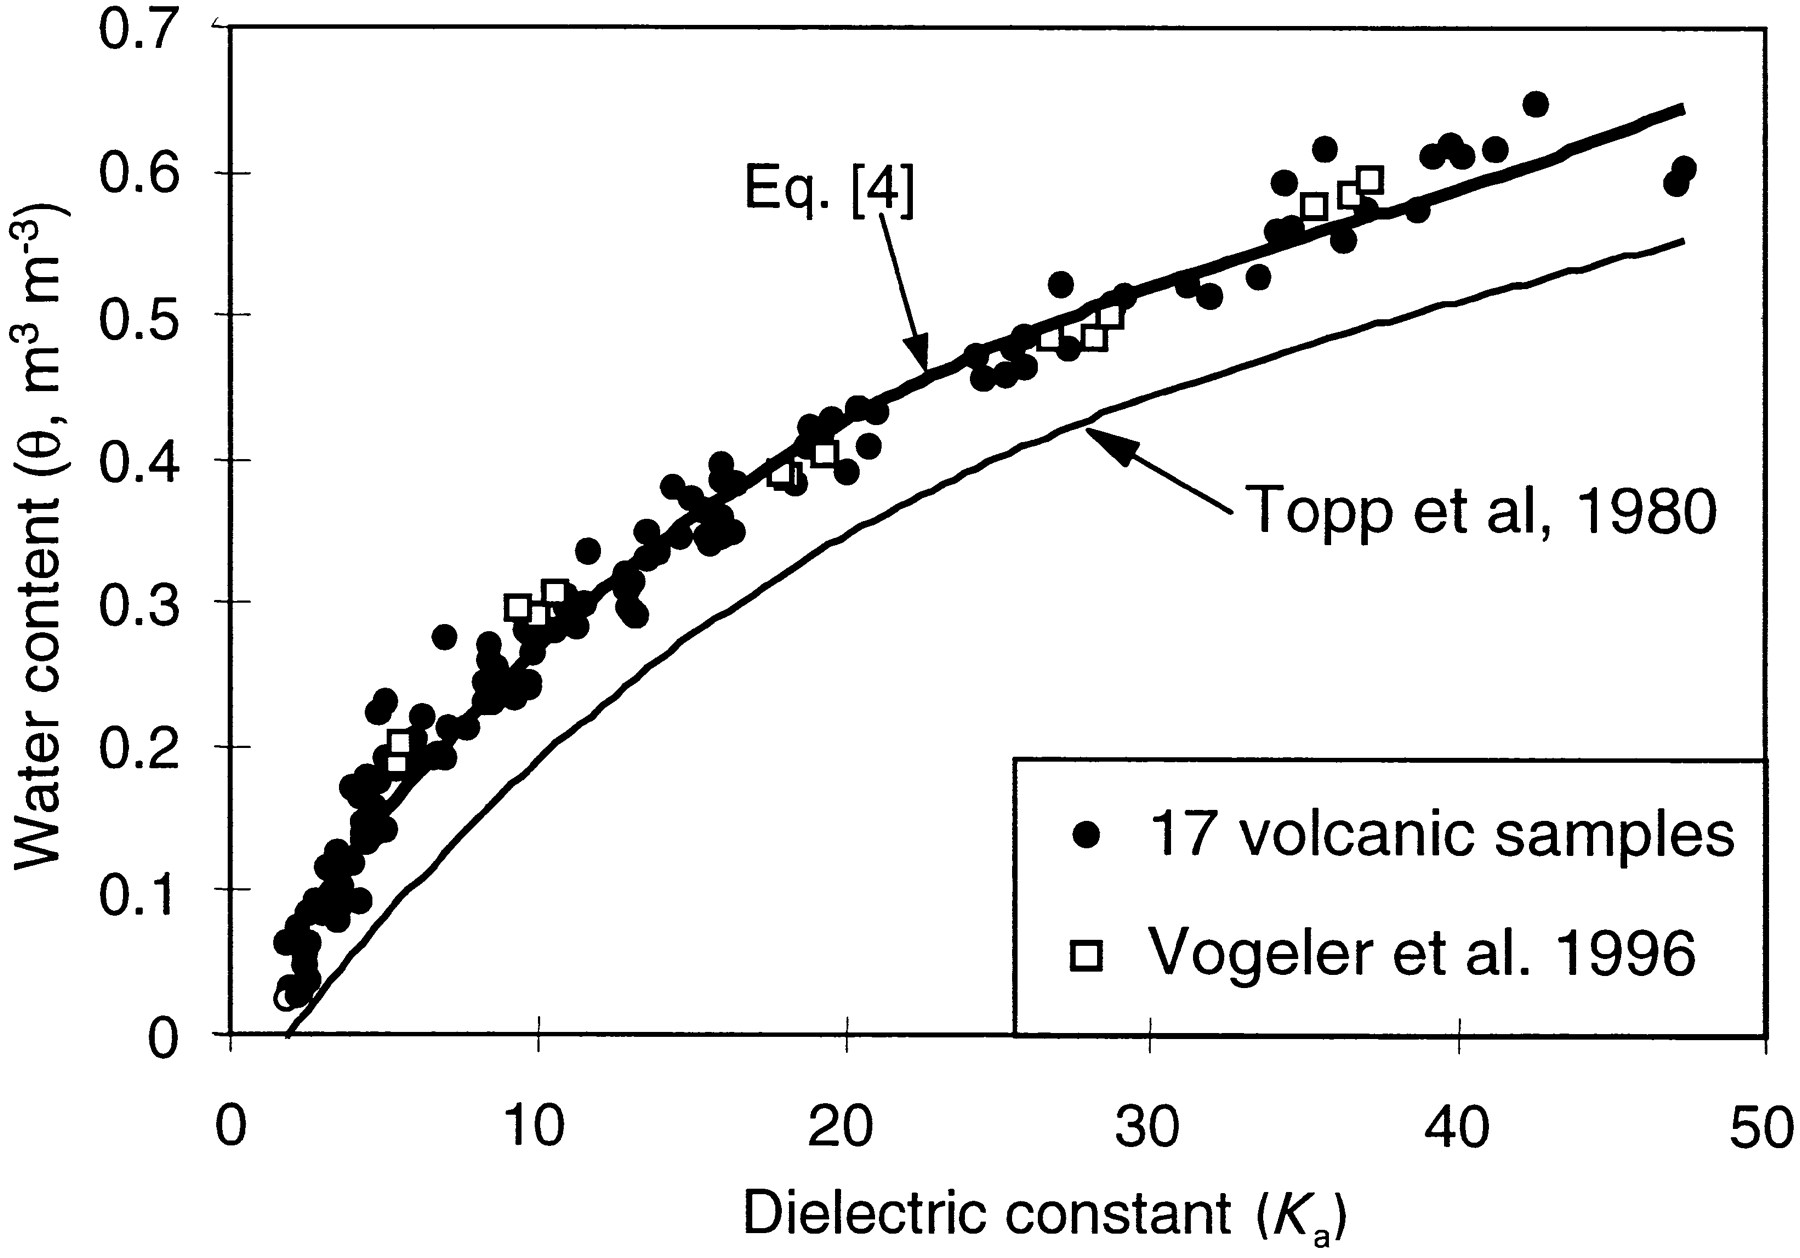 0.7
0.6
0.5
0.4
0.3
0.2
0.1
0
Water content (θ, m³ m⁻³)
Eq. [4]
Topp et al, 1980
17 volcanic samples
Vogeler et al. 1996
0 10 20 30 40 50
Dielectric constant (Kₐ)